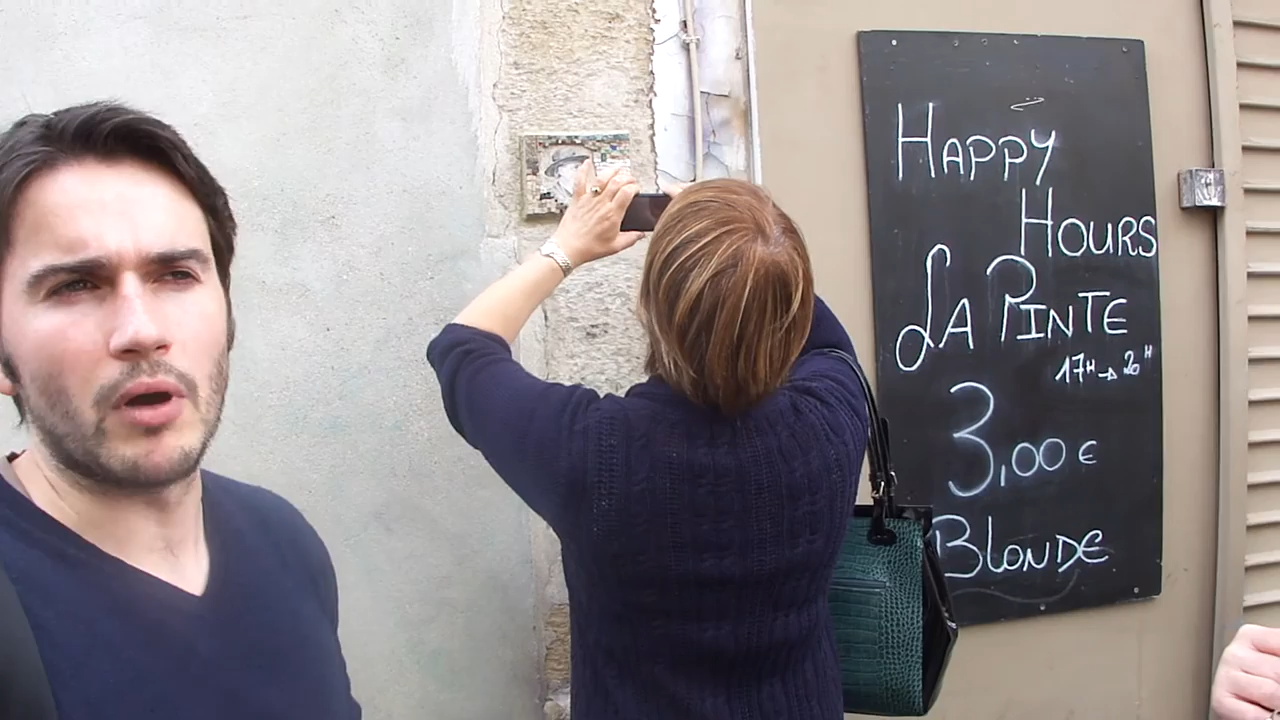 HAPPY
HOURS
LA PINTE
17H → 20H
3,00 €
BLONDE